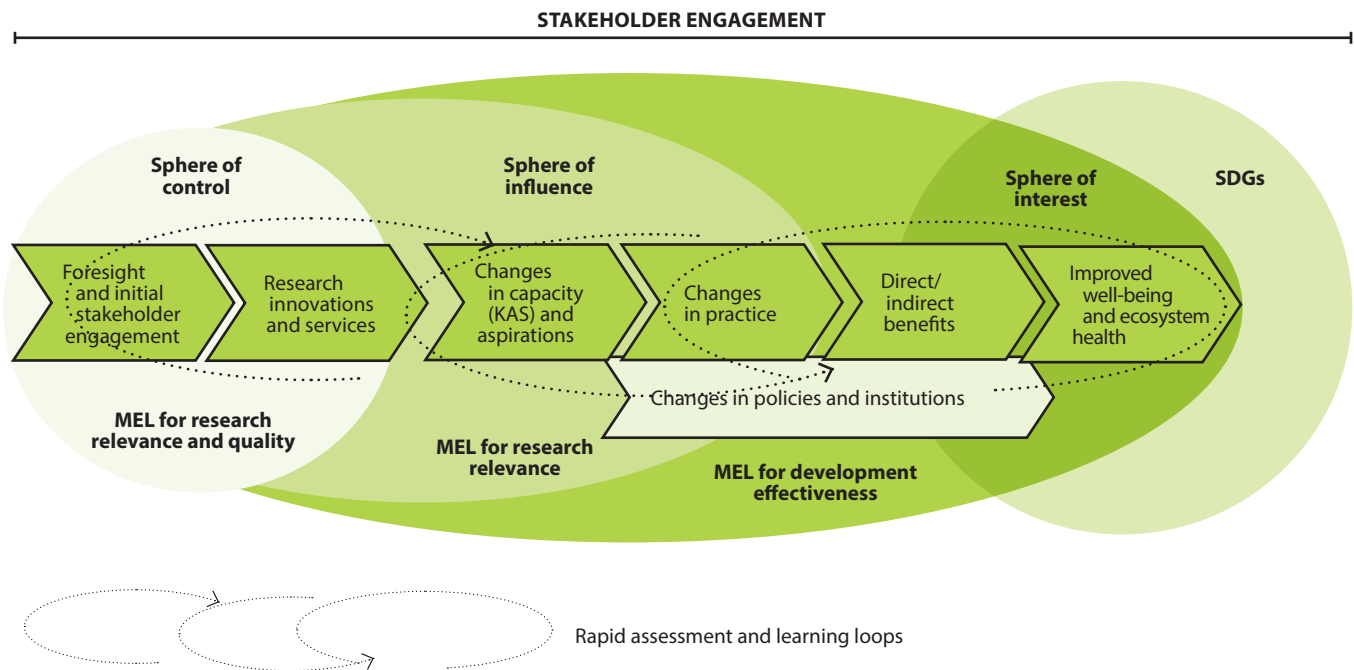 STAKEHOLDER ENGAGEMENT
Sphere of
control
Sphere of
influence
Sphere of
interest
SDGs
Foresight
and initial
stakeholder
engagement
Research
innovations
and services
Changes
in capacity
(KAS) and
aspirations
Changes
in practice
Direct/
indirect
benefits
Improved
well-being
and ecosystem
health
Changes in policies and institutions
MEL for research
relevance and quality
MEL for research
relevance
MEL for development
effectiveness
Rapid assessment and learning loops